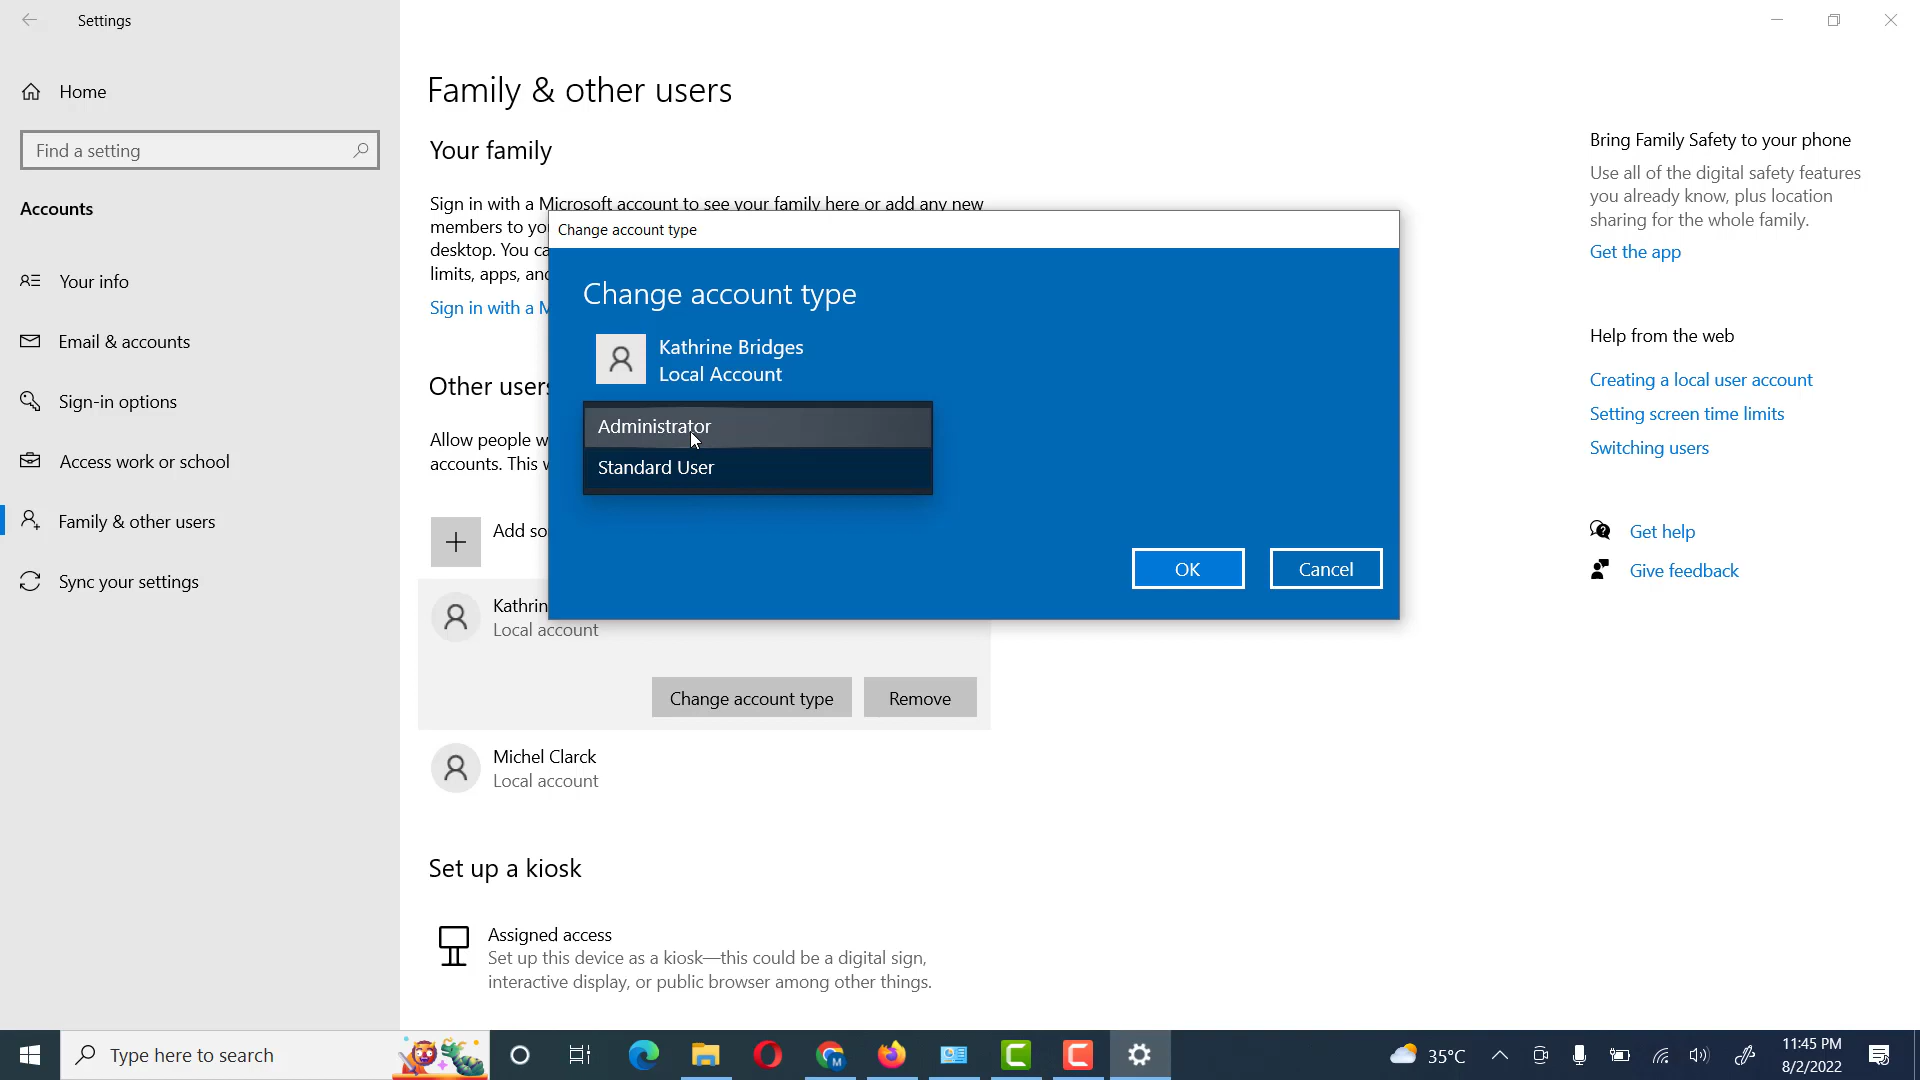 Settings
Home
Find a setting
Accounts
Your info
Email & accounts
Sign-in options
Access work or school
Family & other users
Sync your settings
Family & other users
Your family
Sign in with a Microsoft account to see your family here or add any new
members to yo
desktop. You ca
limits, apps, and
Sign in with a M
Other users
Allow people w
accounts. This w
Add so
Kathrin
Local account
Change account type
Remove
Michel Clarck
Local account
Set up a kiosk
Assigned access
Set up this device as a kiosk—this could be a digital sign,
interactive display, or public browser among other things.
Change account type
Change account type
Kathrine Bridges
Local Account
Administrator
Standard User
OK
Cancel
Bring Family Safety to your phone
Use all of the digital safety features
you already know, plus location
sharing for the whole family.
Get the app
Help from the web
Creating a local user account
Setting screen time limits
Switching users
Get help
Give feedback
Type here to search
M
35°C
11:45 PM
8/2/2022